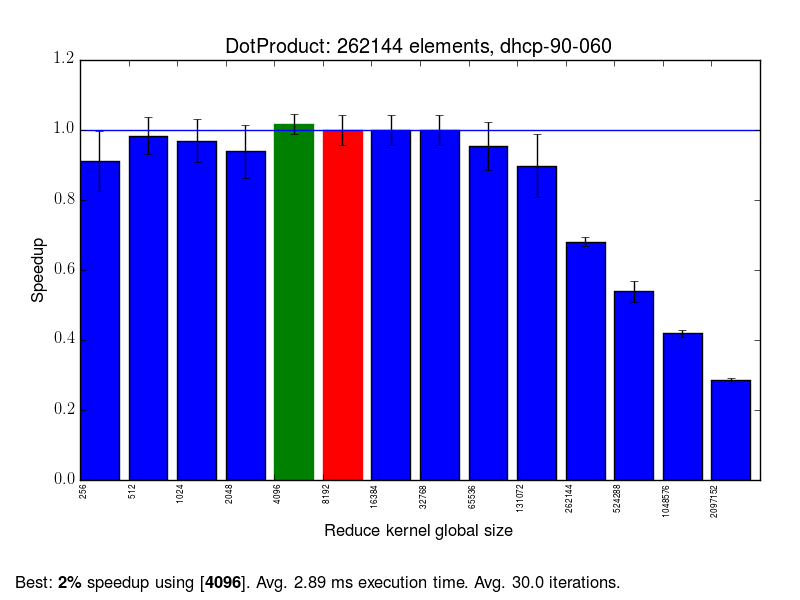 DotProduct: 262144 elements, dhcp-90-060
1.2
1.0
0.8
0.6
0.4
0.2
0.0
Speedup
256 512 1024 2048 4096 8192 16384 32768 65536 131072 262144 524288 1048576 2097152
Reduce kernel global size
Best: 2% speedup using [4096]. Avg. 2.89 ms execution time. Avg. 30.0 iterations.